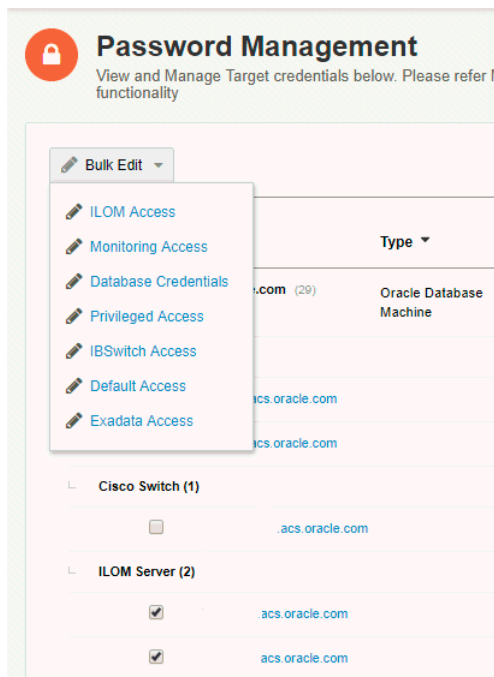 Password Management
View and Manage Target credentials below. Please refer
functionality
Bulk Edit
ILOM Access
Monitoring Access
Database Credentials
Privileged Access
IBSwitch Access
Default Access
Exadata Access
Type
.com (29)
Oracle Database
Machine
acs.oracle.com
acs.oracle.com
Cisco Switch (1)
.acs.oracle.com
ILOM Server (2)
.acs.oracle.com
acs.oracle.com